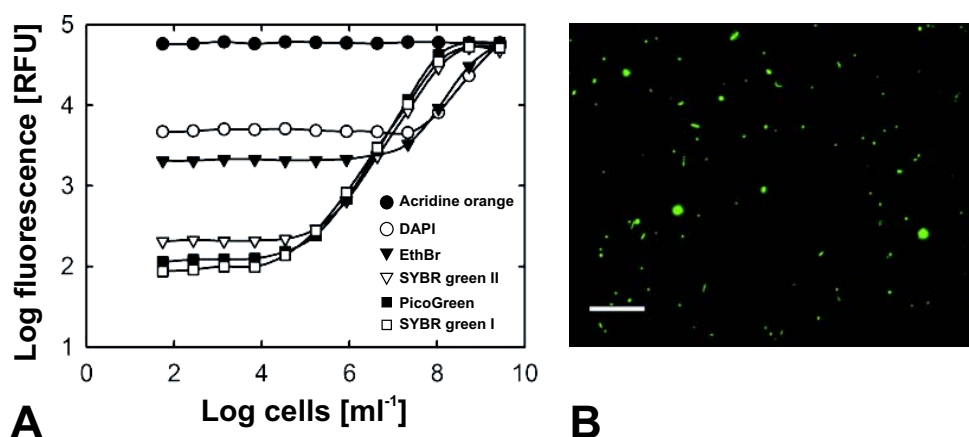 5
4
3
2
1
Log fluorescence [RFU]
0 2 4 6 8 10
Log cells [ml-1]
Acridine orange
DAPI
EthBr
SYBR green II
PicoGreen
SYBR green I
A
B